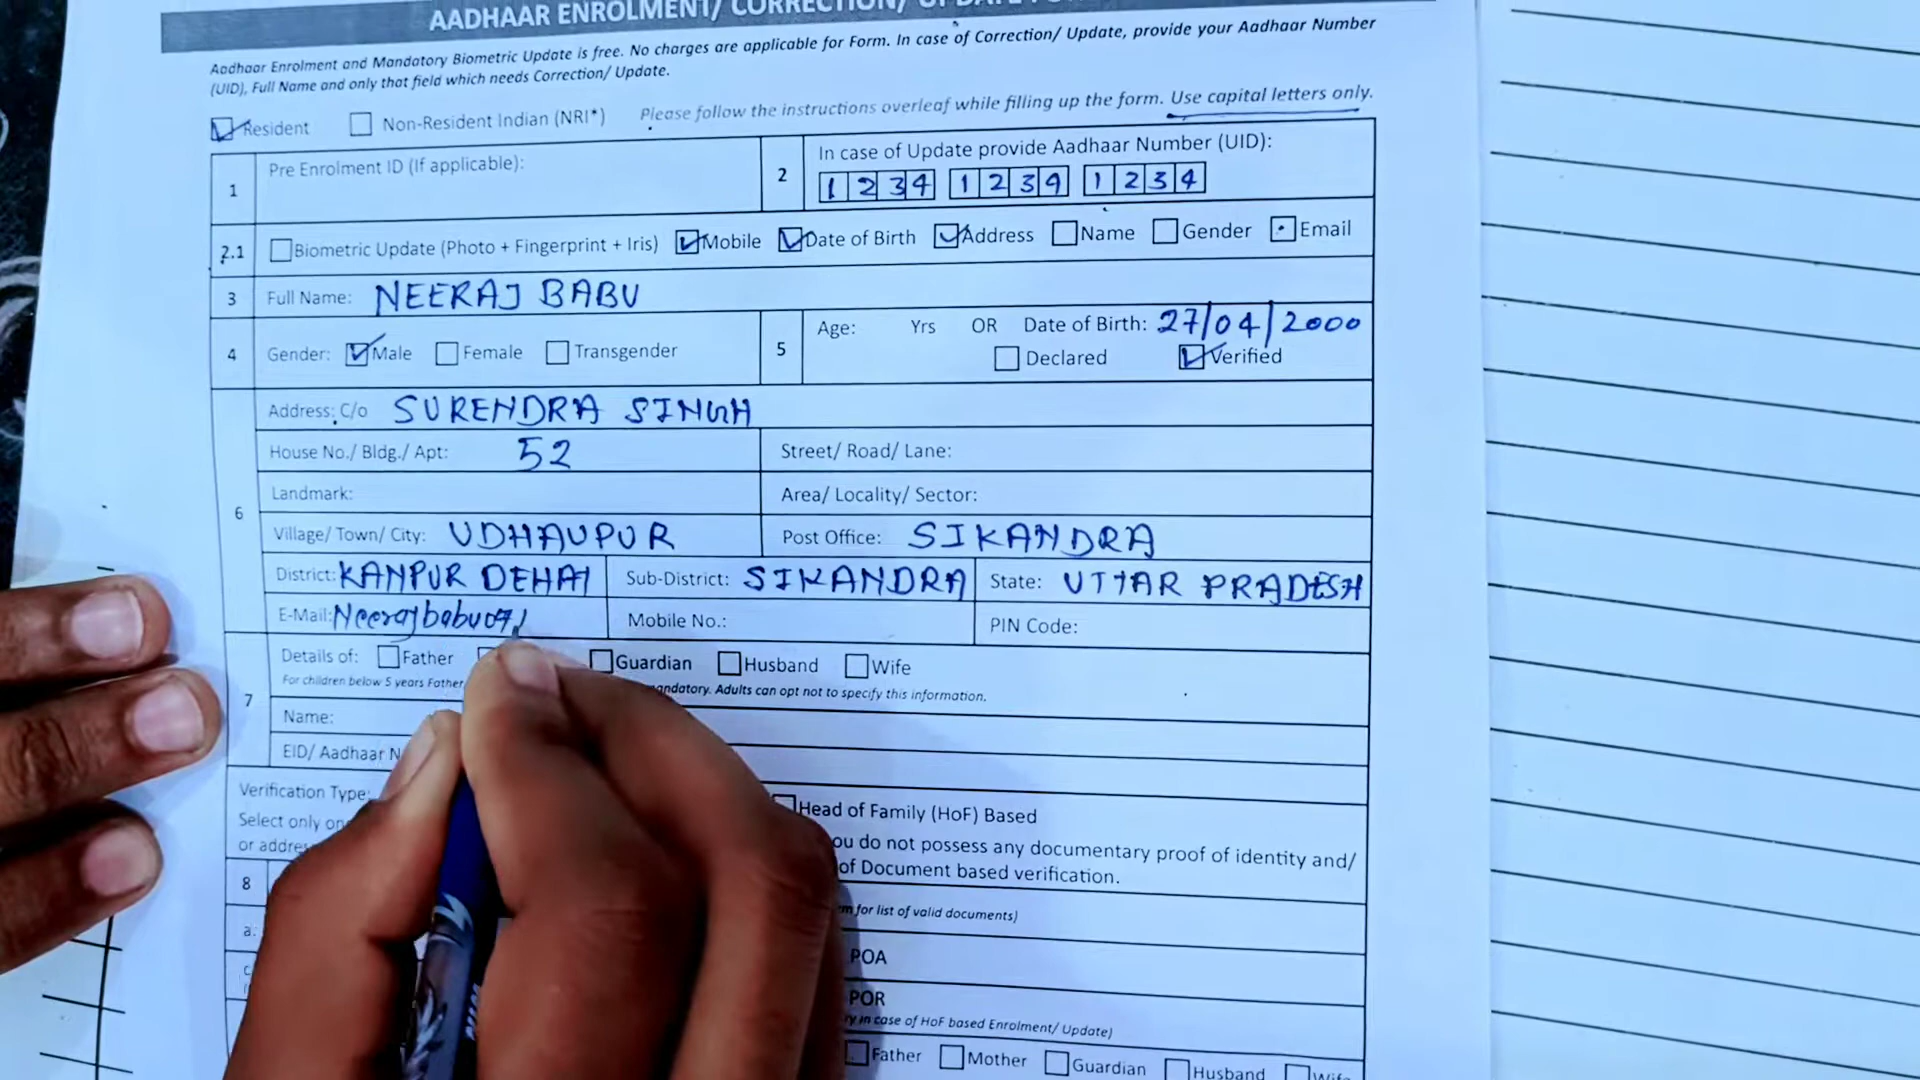 AADHAAR ENROLMENT/ CORRECTION/ UPDATE
Aadhaar Enrolment and Mandatory Biometric Update is free. No charges are applicable for Form. In case of Correction/ Update, provide your Aadhaar Number
(UID), Full Name and only that field which needs Correction/ Update.
Resident Non-Resident Indian (NRI*) Please follow the instructions overleaf while filling up the form. Use capital letters only.
1 Pre Enrolment ID (If applicable): 2 In case of Update provide Aadhaar Number (UID):
1234 1234 1234
2.1 Biometric Update (Photo + Fingerprint + Iris) Mobile Date of Birth Address Name Gender Email
3 Full Name: NEERAJ BABU
4 Gender: Male Female Transgender 5 Age: Yrs OR Date of Birth: 27/04/2000
Declared Verified
6 Address: C/o SURENDRA SINGH
House No./ Bldg./ Apt: 52 Street/ Road/ Lane:
Landmark: Area/ Locality/ Sector:
Village/ Town/ City: UDHAUPUR Post Office: SIKANDRA
District: KANPUR DEHAT Sub-District: SIKANDRA State: UTTAR PRADESH
E-Mail: Mobile No.: PIN Code:
7 Details of: Father Guardian Husband Wife
For children below 5 years Father mandatory. Adults can opt not to specify this information.
Name:
EID/ Aadhaar N
Verification Type: Head of Family (HoF) Based
Select only on you do not possess any documentary proof of identity and/
or addres of Document based verification.
8 m for list of valid documents)
a. POA
c. POR
ry in case of HoF based Enrolment/ Update)
Father Mother Guardian Husband Wife